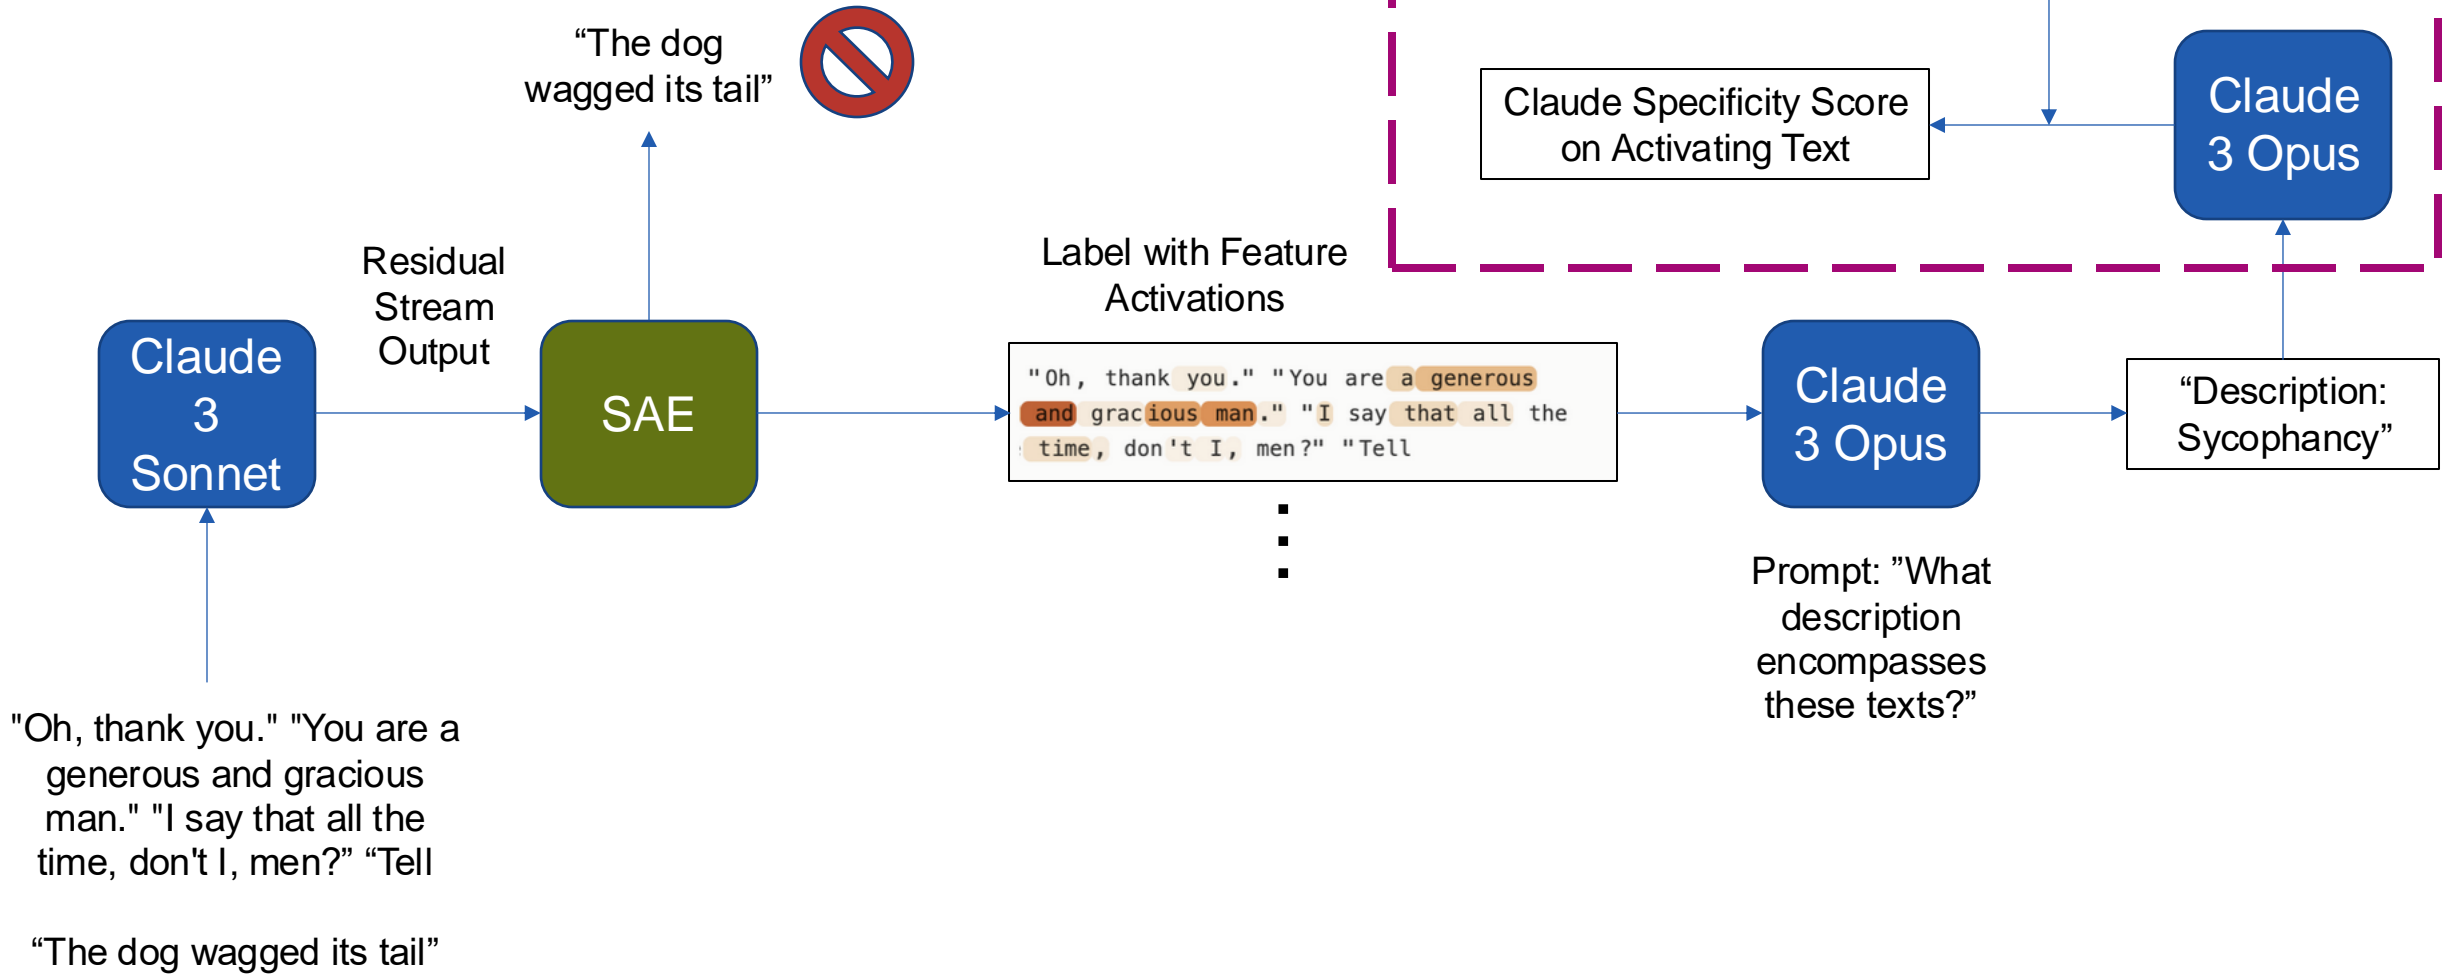 “The dog
wagged its tail”
Claude Specificity Score
on Activating Text
Claude
3 Opus
Residual
Stream
Output
Label with Feature
Activations
Claude
3
Sonnet
SAE
"Oh, thank you." "You are a generous
and gracious man." "I say that all the
time, don't I, men?" "Tell
Claude
3 Opus
“Description:
Sycophancy”
Prompt: ”What
description
encompasses
these texts?”
"Oh, thank you." "You are a
generous and gracious
man." "I say that all the
time, don't I, men?” “Tell
“The dog wagged its tail”